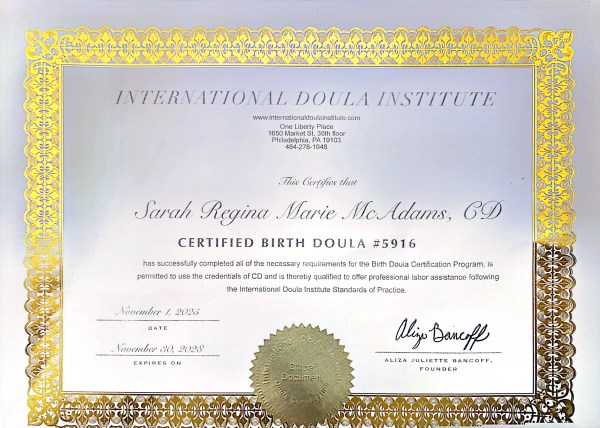 INTERNATIONAL DOULA INSTITUTE
www.internationaldoulainstitute.com
One Liberty Place
1650 Market St, 36th floor
Philadelphia, PA 19103
484-278-1648
This Certifies that
Sarah Regina Marie McAdams, CD
CERTIFIED BIRTH DOULA #5916
has successfully completed all of the necessary requirements for the Birth Doula Certification Program, is
permitted to use the credentials of CD and is thereby qualified to offer professional labor assistance following
the International Doula Institute Standards of Practice.
November 1, 2025
DATE
November 30, 2028
EXPIRES ON
Aliza Bancoff
ALIZA JULIETTE BANCOFF,
FOUNDER
Document